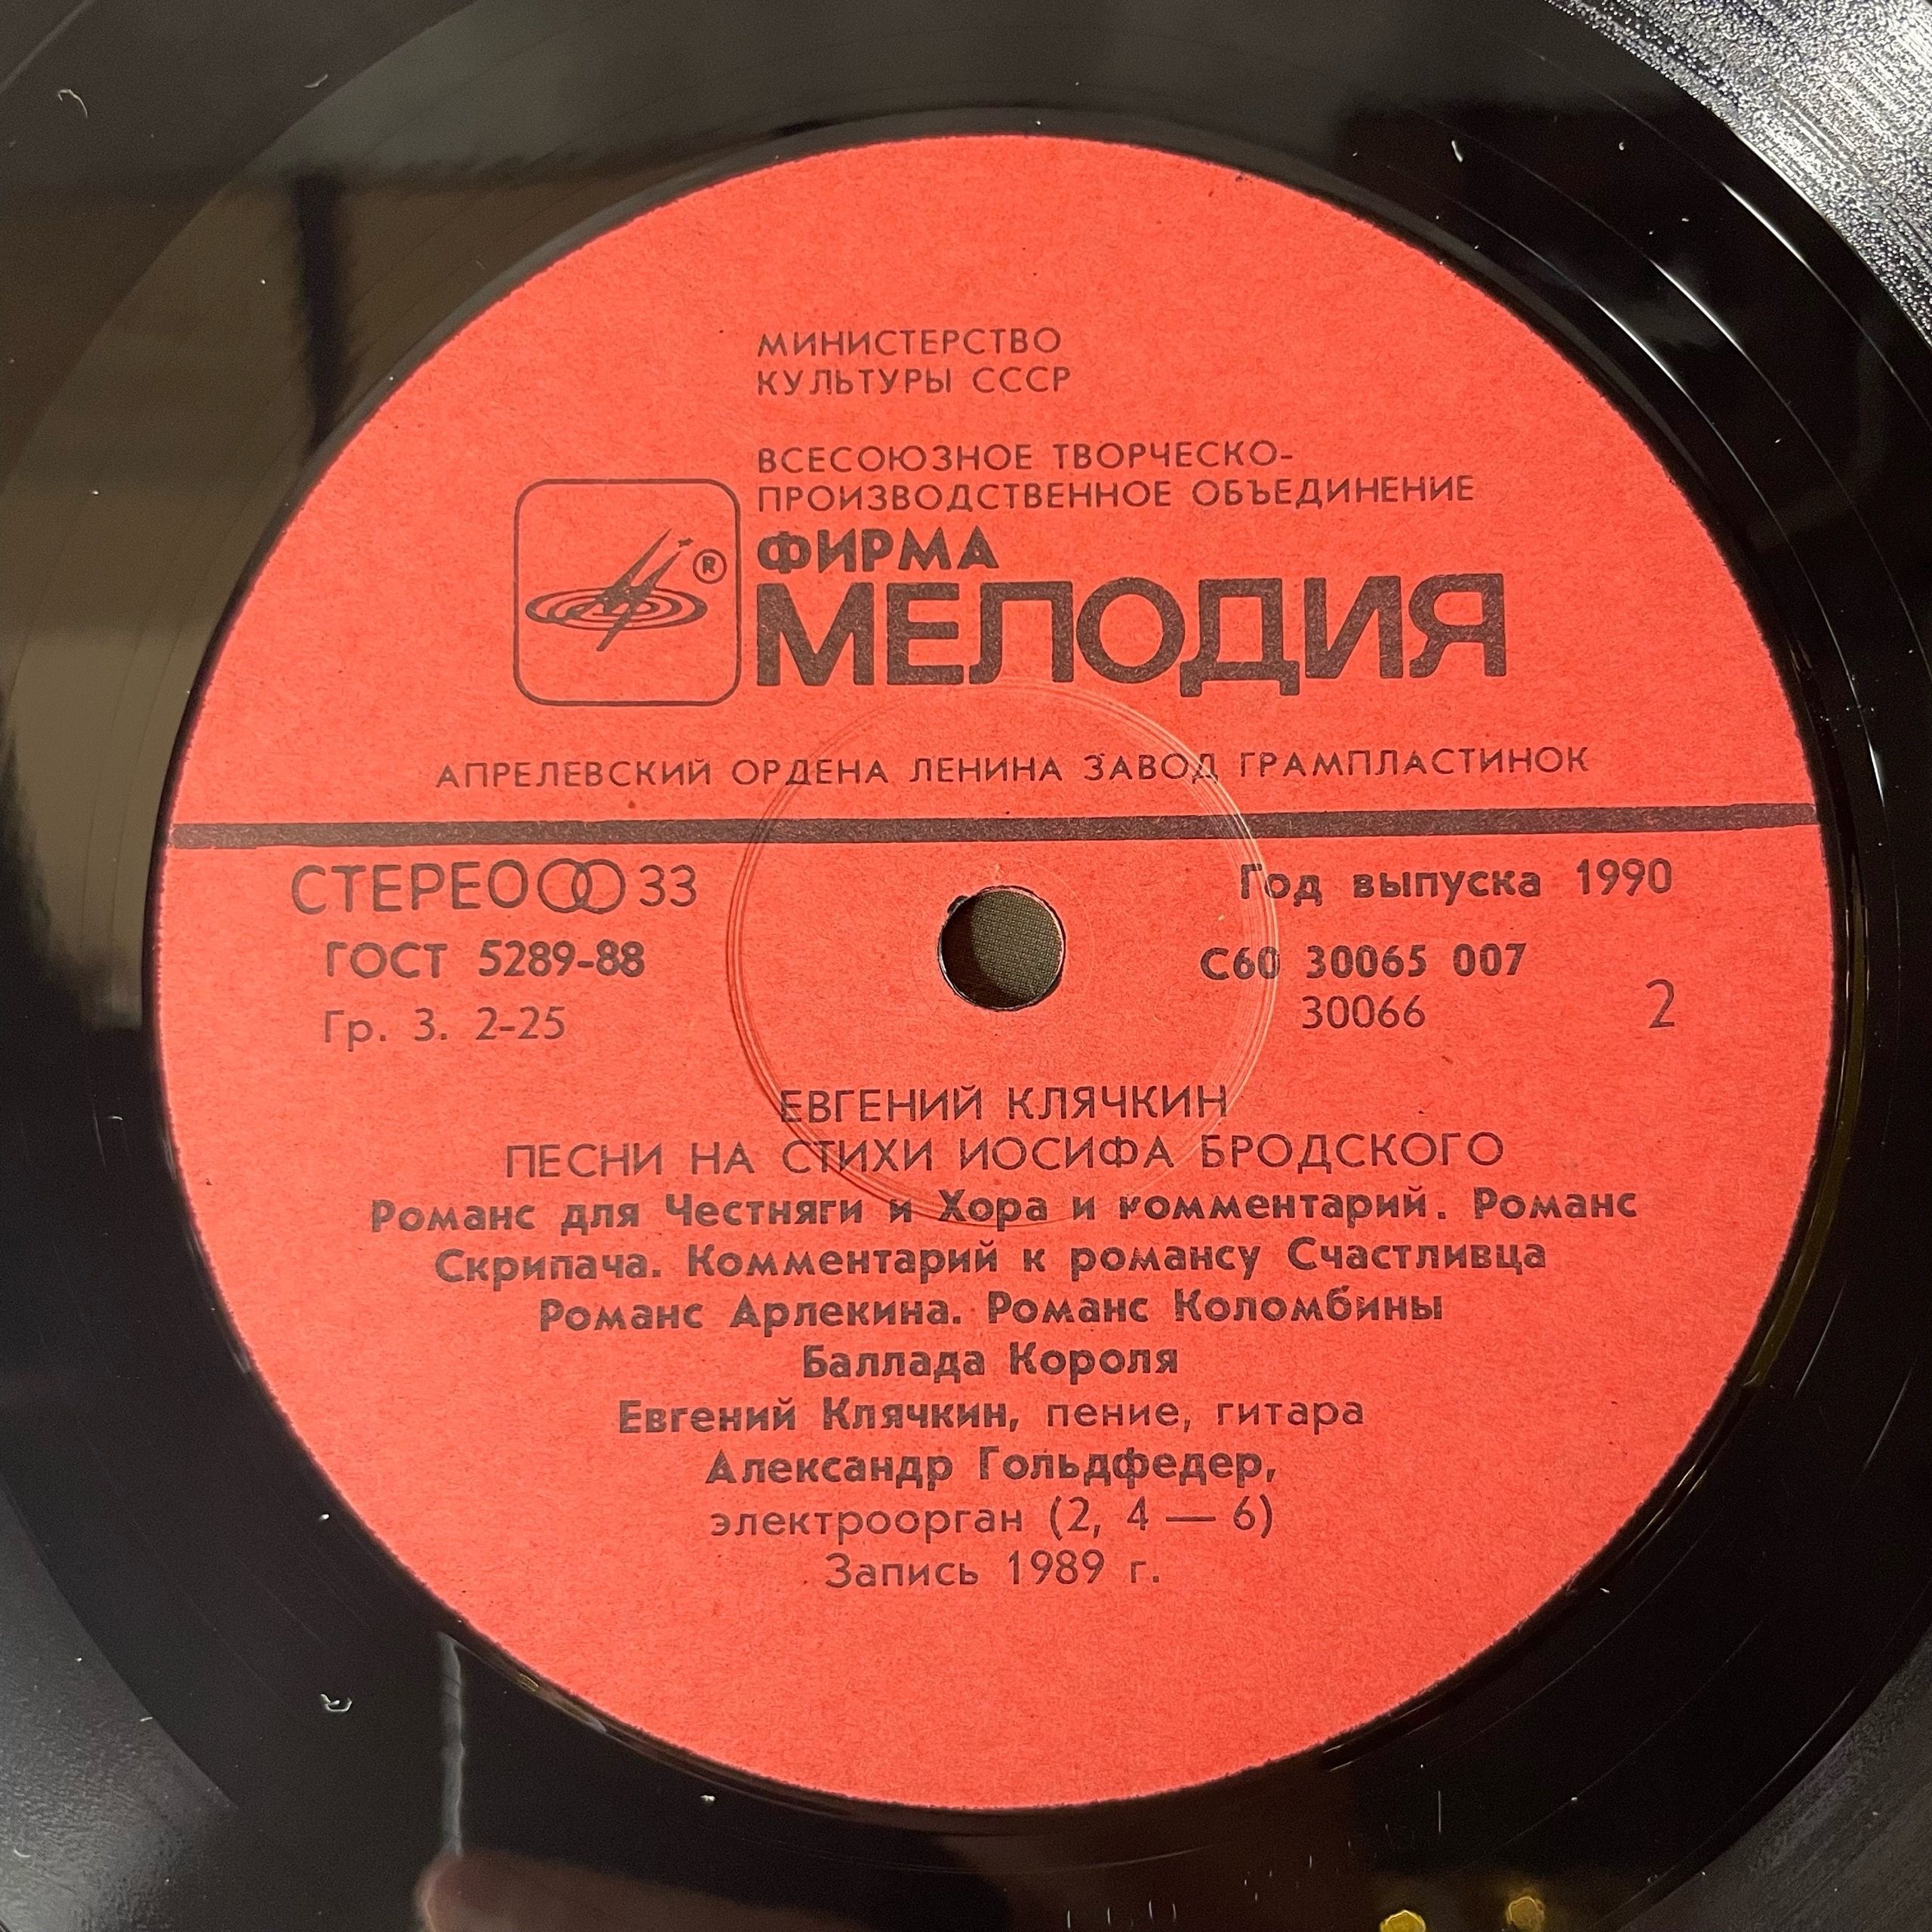 МИНИСТЕРСТВО
КУЛЬТУРЫ СССР
ВСЕСОЮЗНОЕ ТВОРЧЕСКО-
ПРОИЗВОДСТВЕННОЕ ОБЪЕДИНЕНИЕ
ФИРМА
®
МЕЛОДИЯ
АПРЕЛЕВСКИЙ ОРДЕНА ЛЕНИНА ЗАВОД ГРАМПЛАСТИНОК
СТЕРЕО 33
Год выпуска 1990
ГОСТ 5289-88
С60 30065 007
Гр. 3. 2-25
30066
2
ЕВГЕНИЙ КЛЯЧКИН
ПЕСНИ НА СТИХИ ИОСИФА БРОДСКОГО
Романс для Честняги и Хора и комментарий. Романс
Скрипача. Комментарий к романсу Счастливца
Романс Арлекина. Романс Коломбины
Баллада Короля
Евгений Клячкин, пение, гитара
Александр Гольдфедер,
электроорган (2, 4 — 6)
Запись 1989 г.